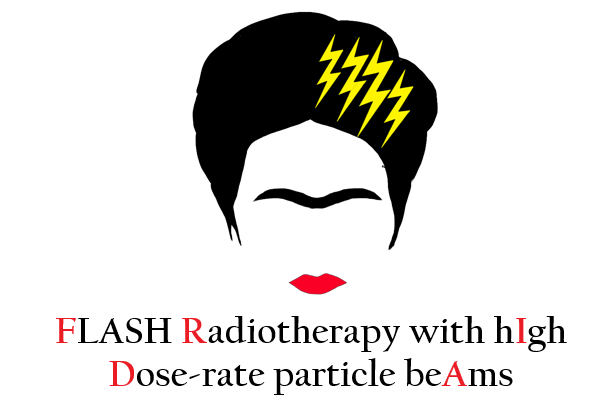 FLASH Radiotherapy with hIgh
Dose-rate particle beAms